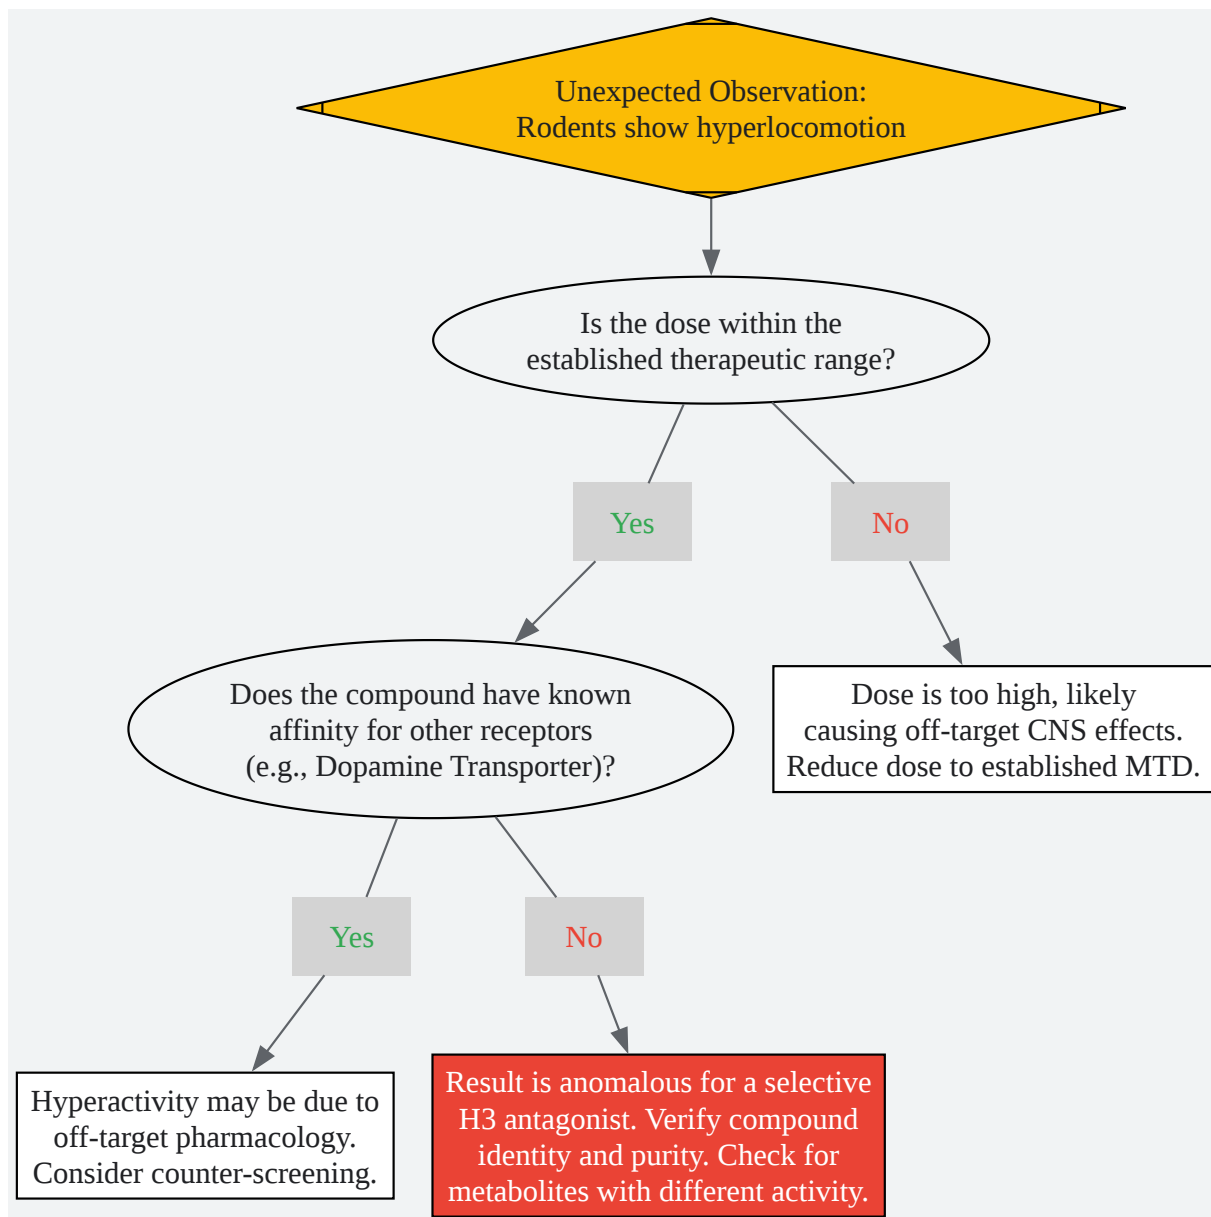 Unexpected Observation:
Rodents show hyperlocomotion
Is the dose within the
established therapeutic range?
Yes
No
Does the compound have known
affinity for other receptors
(e.g., Dopamine Transporter)?
Dose is too high, likely
causing off-target CNS effects.
Reduce dose to established MTD.
Yes
No
Hyperactivity may be due to
off-target pharmacology.
Consider counter-screening.
Result is anomalous for a selective
H3 antagonist. Verify compound
identity and purity. Check for
metabolites with different activity.